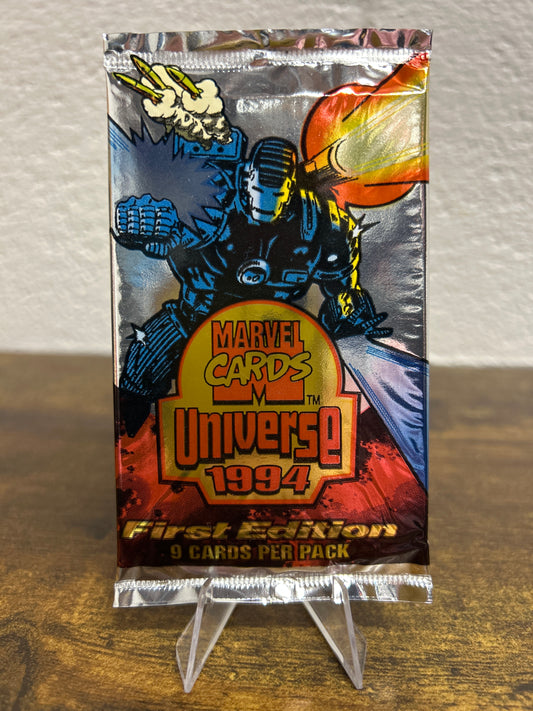 MARVEL
CARDS
M
TM
UNIVERSE
1994
First Edition
9 CARDS PER PACK